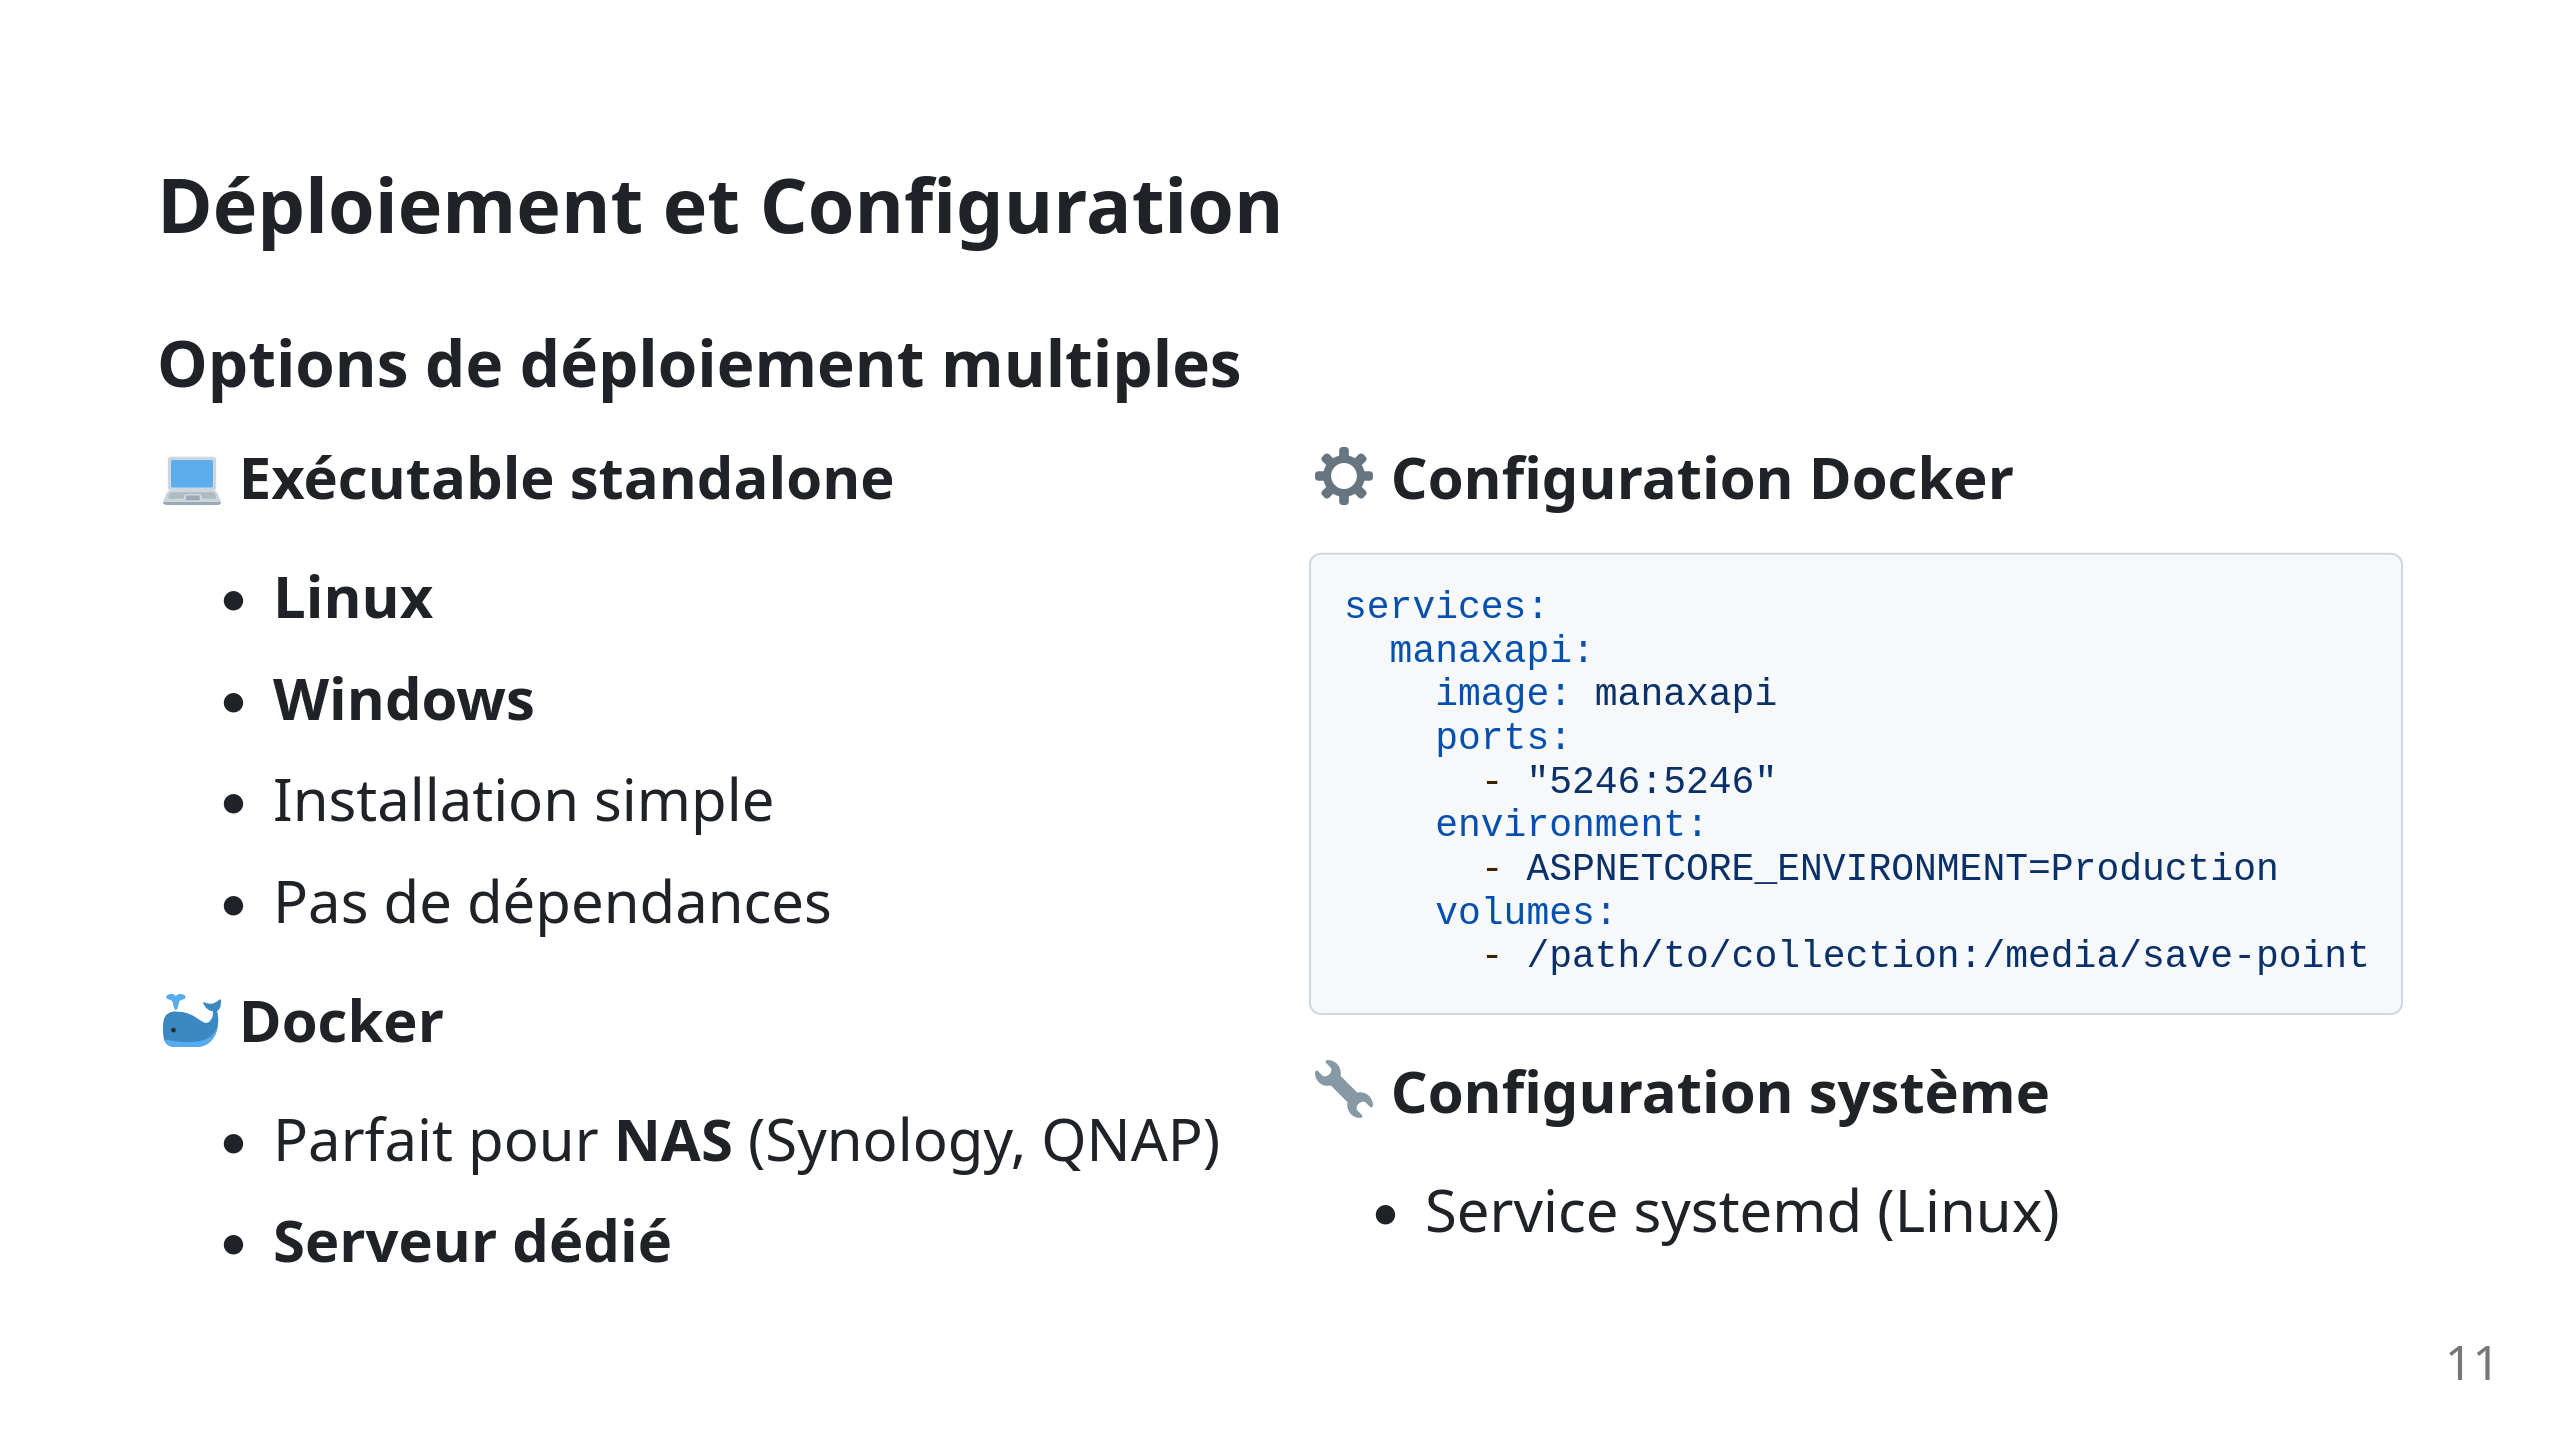 Déploiement et Configuration
Options de déploiement multiples
💻 Exécutable standalone
• Linux
• Windows
• Installation simple
• Pas de dépendances
🐳 Docker
• Parfait pour NAS (Synology, QNAP)
• Serveur dédié
⚙️ Configuration Docker
services:
  manaxapi:
    image: manaxapi
    ports:
      - "5246:5246"
    environment:
      - ASPNETCORE_ENVIRONMENT=Production
    volumes:
      - /path/to/collection:/media/save-point
🔧 Configuration système
• Service systemd (Linux)
11